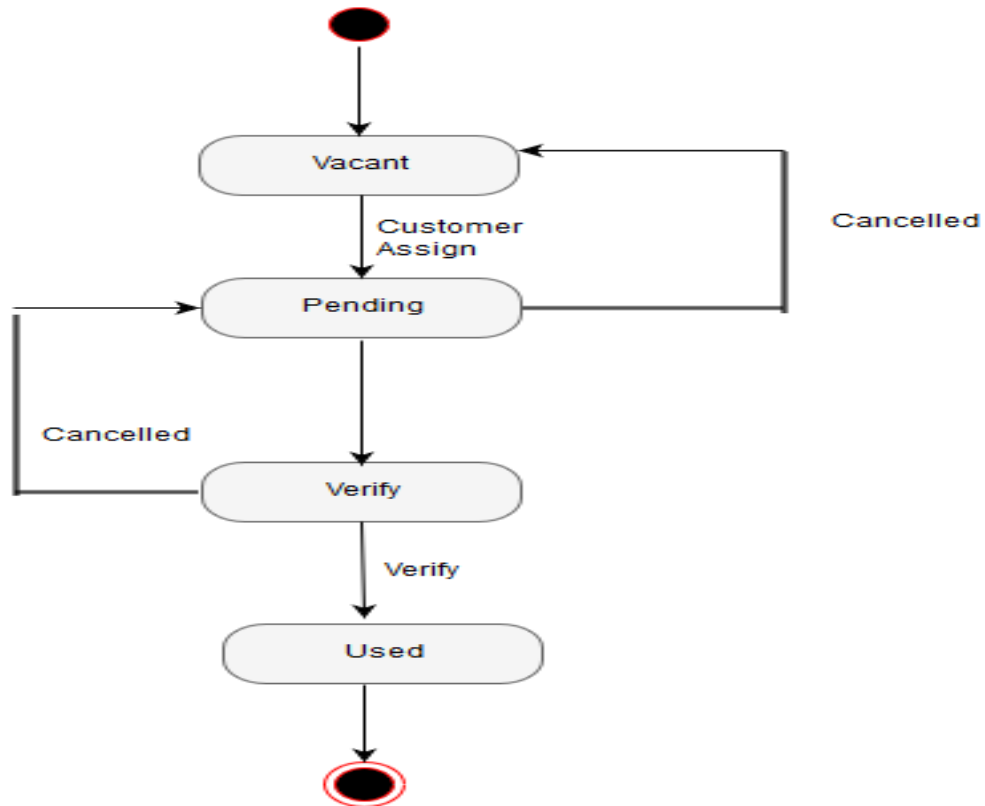 Vacant
Customer
Assign
Cancelled
Pending
Cancelled
Verify
Verify
Used